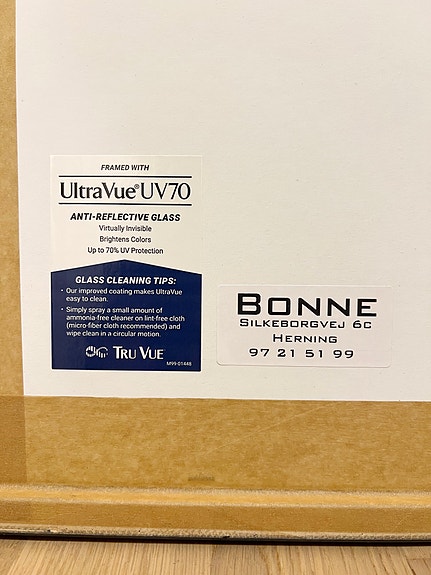 FRAMED WITH
UltraVue® UV70
ANTI-REFLECTIVE GLASS
Virtually Invisible
Brightens Colors
Up to 70% UV Protection
GLASS CLEANING TIPS:
• Our improved coating makes UltraVue
easy to clean.
• Simply spray a small amount of
ammonia-free cleaner on lint-free cloth
(micro-fiber cloth recommended) and
wipe clean in a circular motion.
TRU VUE
M99-01448
BONNE
SILKEBORGVEJ 6C
HERNING
97 21 51 99